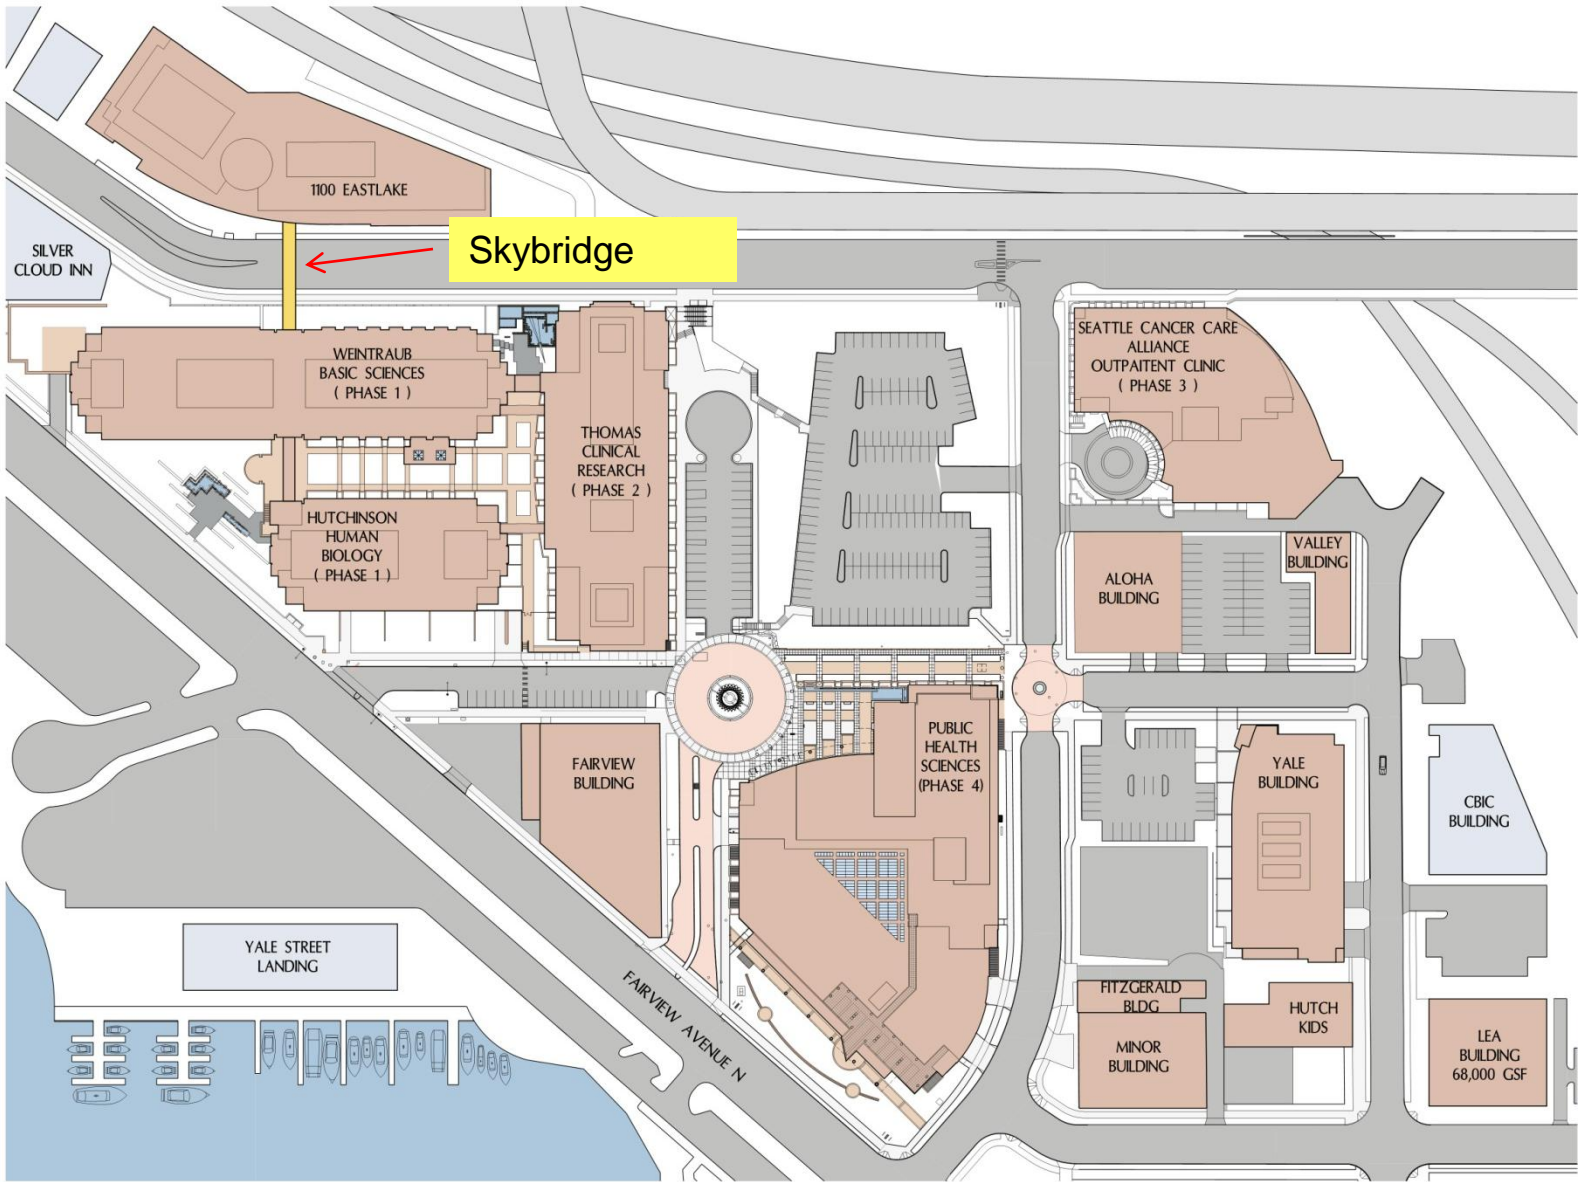 1100 EASTLAKE
Skybridge
SILVER
CLOUD INN
WEINTRAUB
BASIC SCIENCES
( PHASE 1 )
SEATTLE CANCER CARE
ALLIANCE
OUTPAITENT CLINIC
( PHASE 3 )
THOMAS
CLINICAL
RESEARCH
( PHASE 2 )
HUTCHINSON
HUMAN
BIOLOGY
( PHASE 1 )
VALLEY
BUILDING
ALOHA
BUILDING
PUBLIC
HEALTH
SCIENCES
(PHASE 4)
FAIRVIEW
BUILDING
YALE
BUILDING
CBIC
BUILDING
YALE STREET
LANDING
FAIRVIEW AVENUE N
FITZGERALD
BLDG
HUTCH
KIDS
MINOR
BUILDING
LEA
BUILDING
68,000 GSF